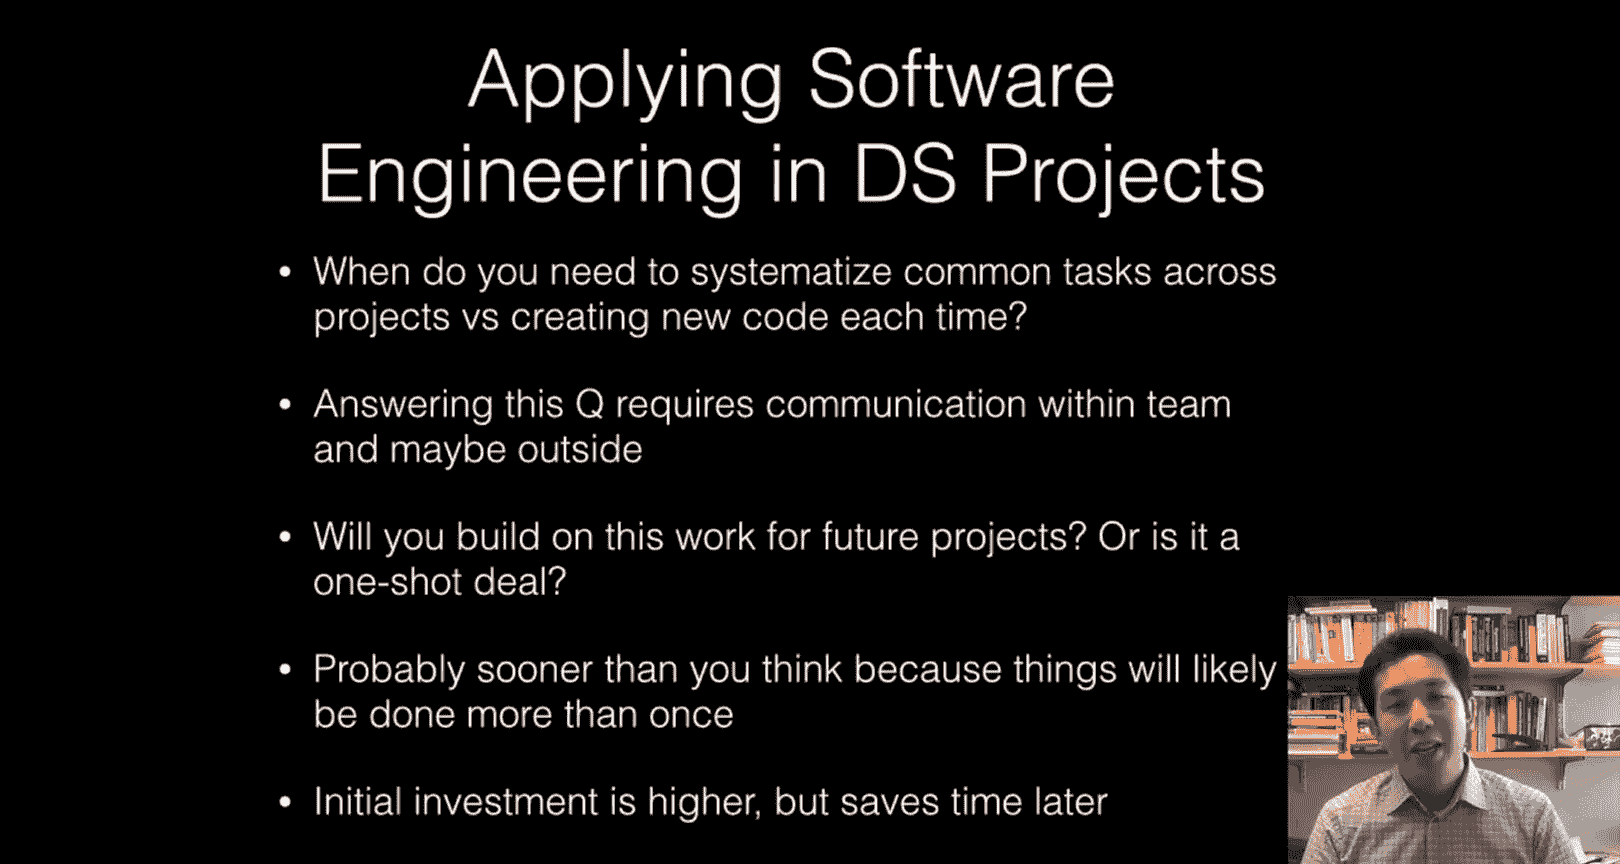 Applying Software
Engineering in DS Projects
• When do you need to systematize common tasks across
projects vs creating new code each time?
• Answering this Q requires communication within team
and maybe outside
• Will you build on this work for future projects? Or is it a
one-shot deal?
• Probably sooner than you think because things will likely
be done more than once
• Initial investment is higher, but saves time later